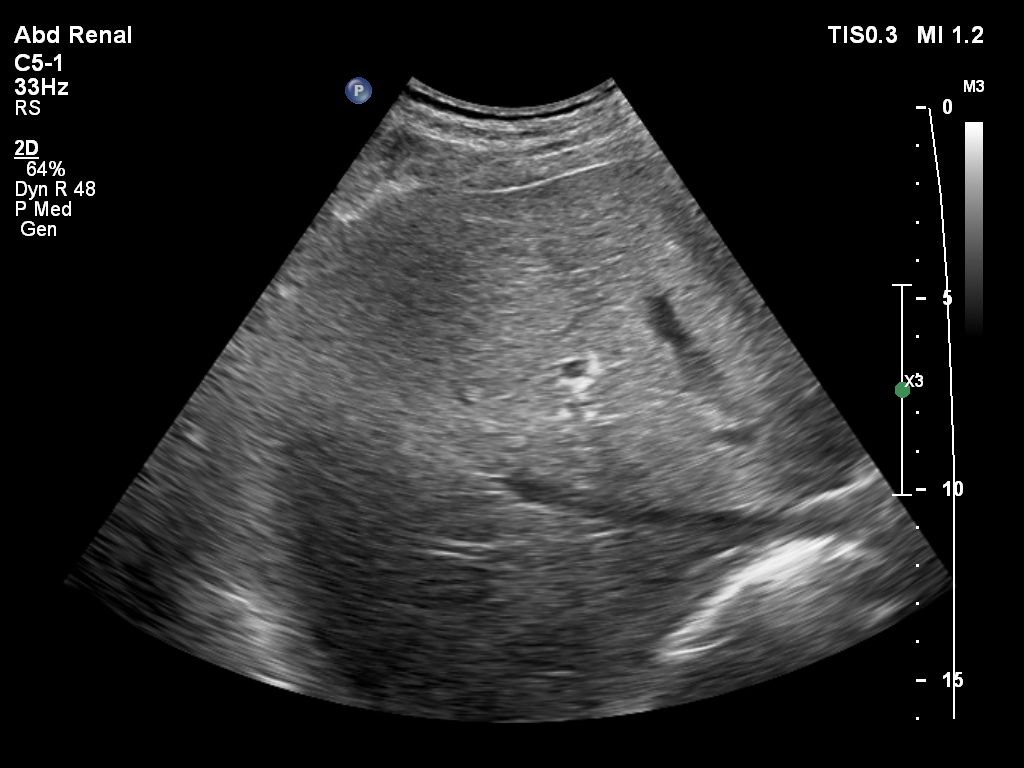 Abd Renal
C5-1
33Hz
RS
2D
64%
Dyn R 48
P Med
Gen
P
TIS0.3 MI 1.2
M3
0
5
X3
10
15